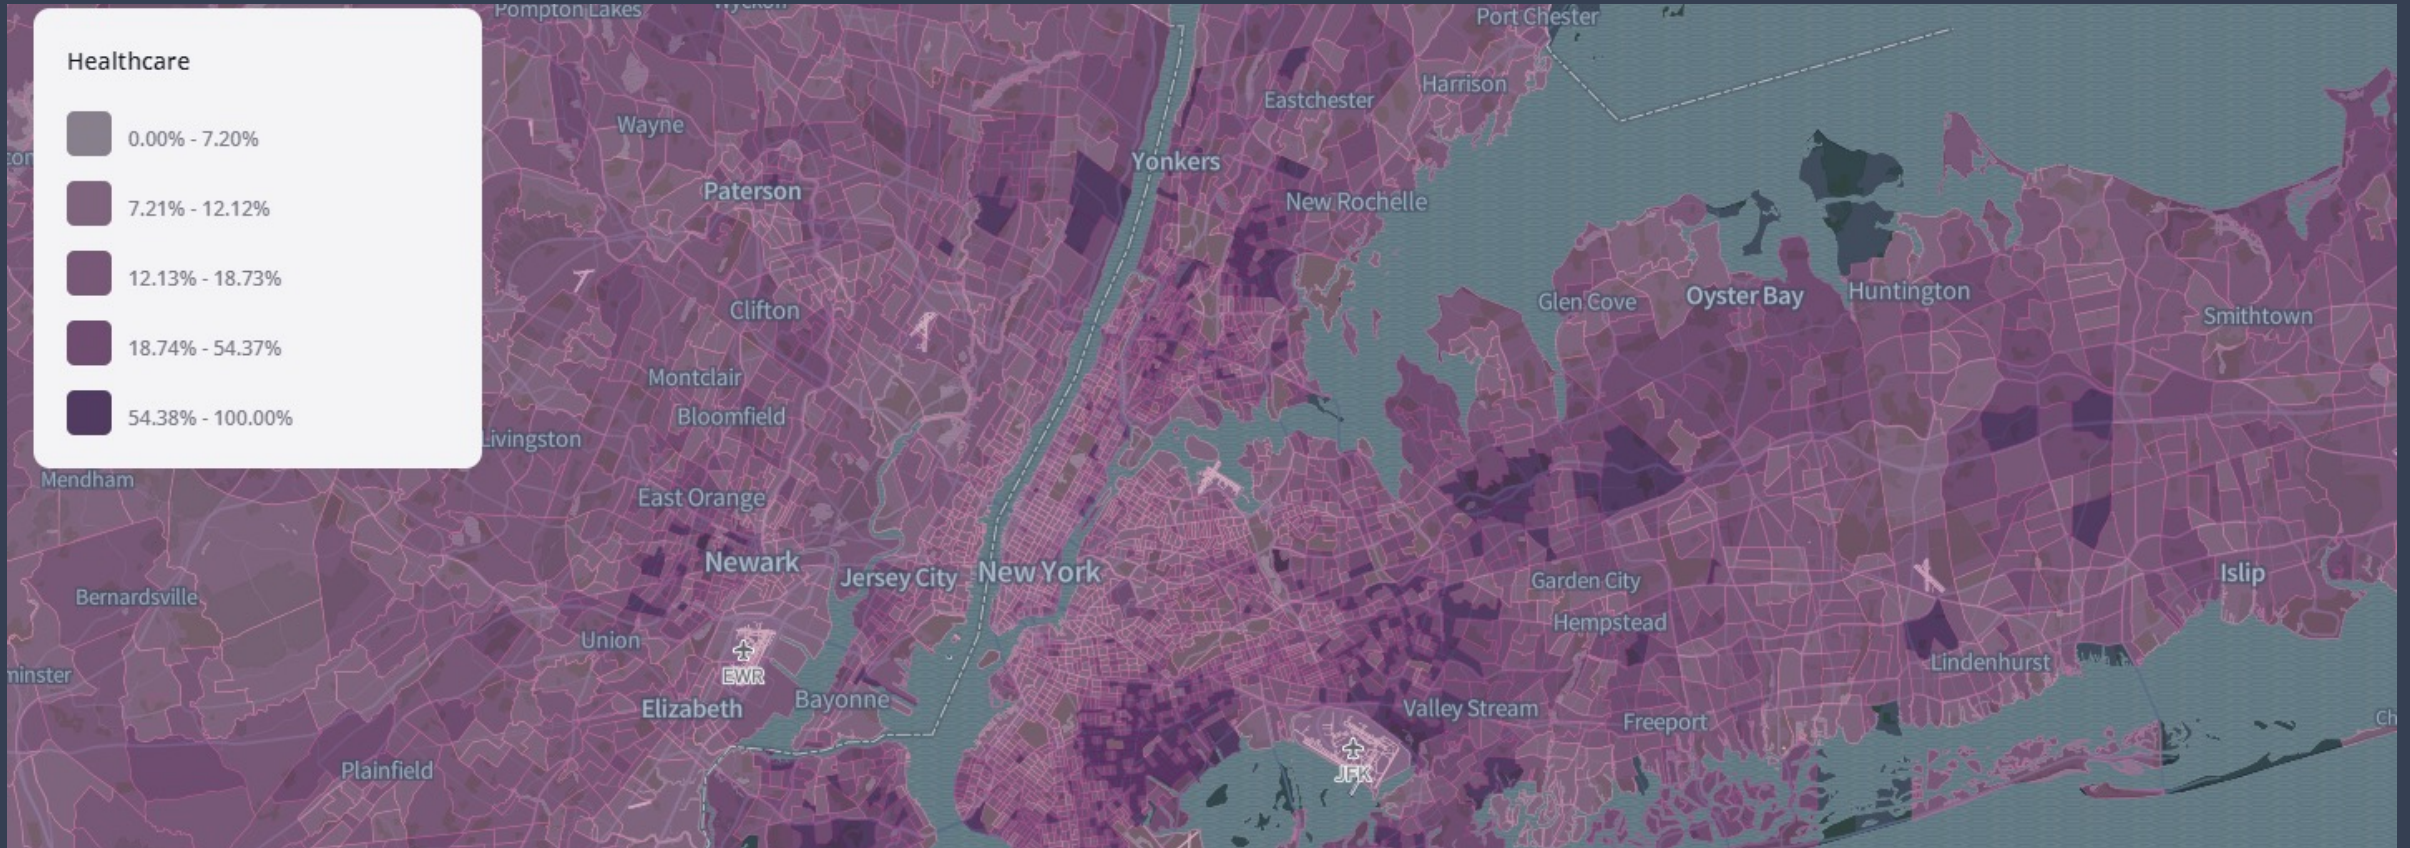 Healthcare
0.00% - 7.20%
7.21% - 12.12%
12.13% - 18.73%
18.74% - 54.37%
54.38% - 100.00%
Pompton Lakes
Wyckoff
Port Chester
Harrison
Eastchester
Wayne
Yonkers
Paterson
New Rochelle
Glen Cove
Oyster Bay
Huntington
Smithtown
Clifton
Montclair
Bloomfield
Livingston
Mendham
East Orange
Newark
Jersey City
New York
Garden City
Islip
Bernardsville
Hempstead
Union
Lindenhurst
minster
EWR
Bayonne
Elizabeth
Valley Stream
Freeport
Ch
Plainfield
JFK